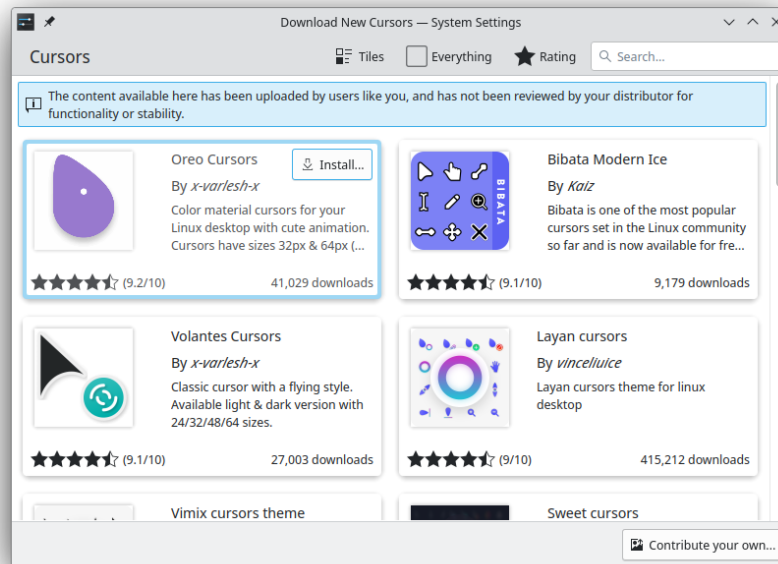 Download New Cursors — System Settings
Cursors
Tiles
Everything
Rating
Search...
The content available here has been uploaded by users like you, and has not been reviewed by your distributor for
functionality or stability.
Oreo Cursors
Install...
By x-varlesh-x
Color material cursors for your
Linux desktop with cute animation.
Cursors have sizes 32px & 64px (...
(9.2/10)
41,029 downloads
BIBATA
Bibata Modern Ice
By Kaiz
Bibata is one of the most popular
cursors set in the Linux community
so far and is now available for fre...
(9.1/10)
9,179 downloads
Volantes Cursors
By x-varlesh-x
Classic cursor with a flying style.
Available light & dark version with
24/32/48/64 sizes.
(9.1/10)
27,003 downloads
Layan cursors
By vinceliuice
Layan cursors theme for linux
desktop
(9/10)
415,212 downloads
Vimix cursors theme
Sweet cursors
Contribute your own...